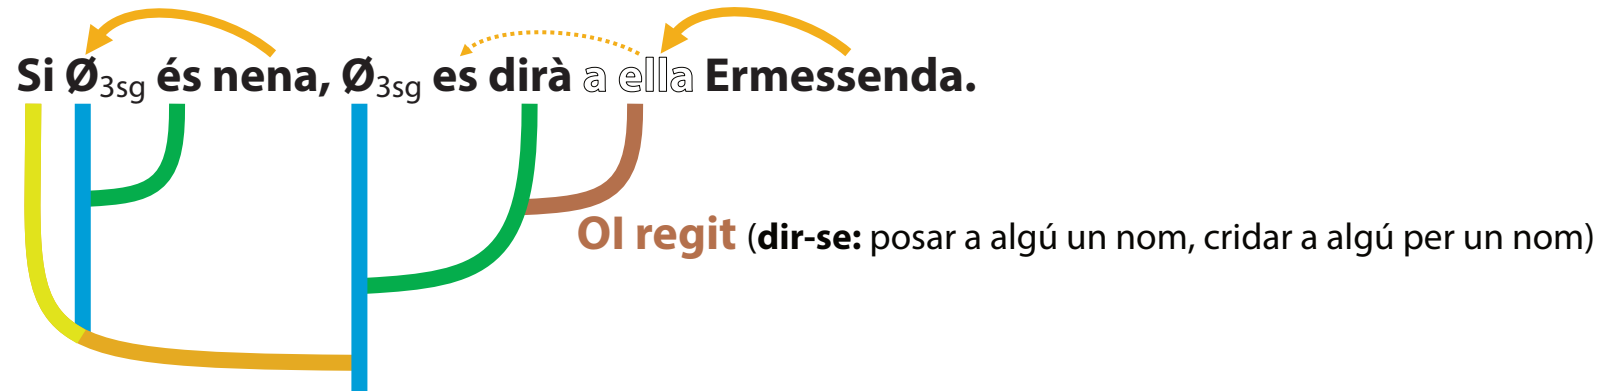 Si Ø3sg és nena, Ø3sg es dirà a ella Ermessenda.
OI regit (dir-se: posar a algú un nom, cridar a algú per un nom)